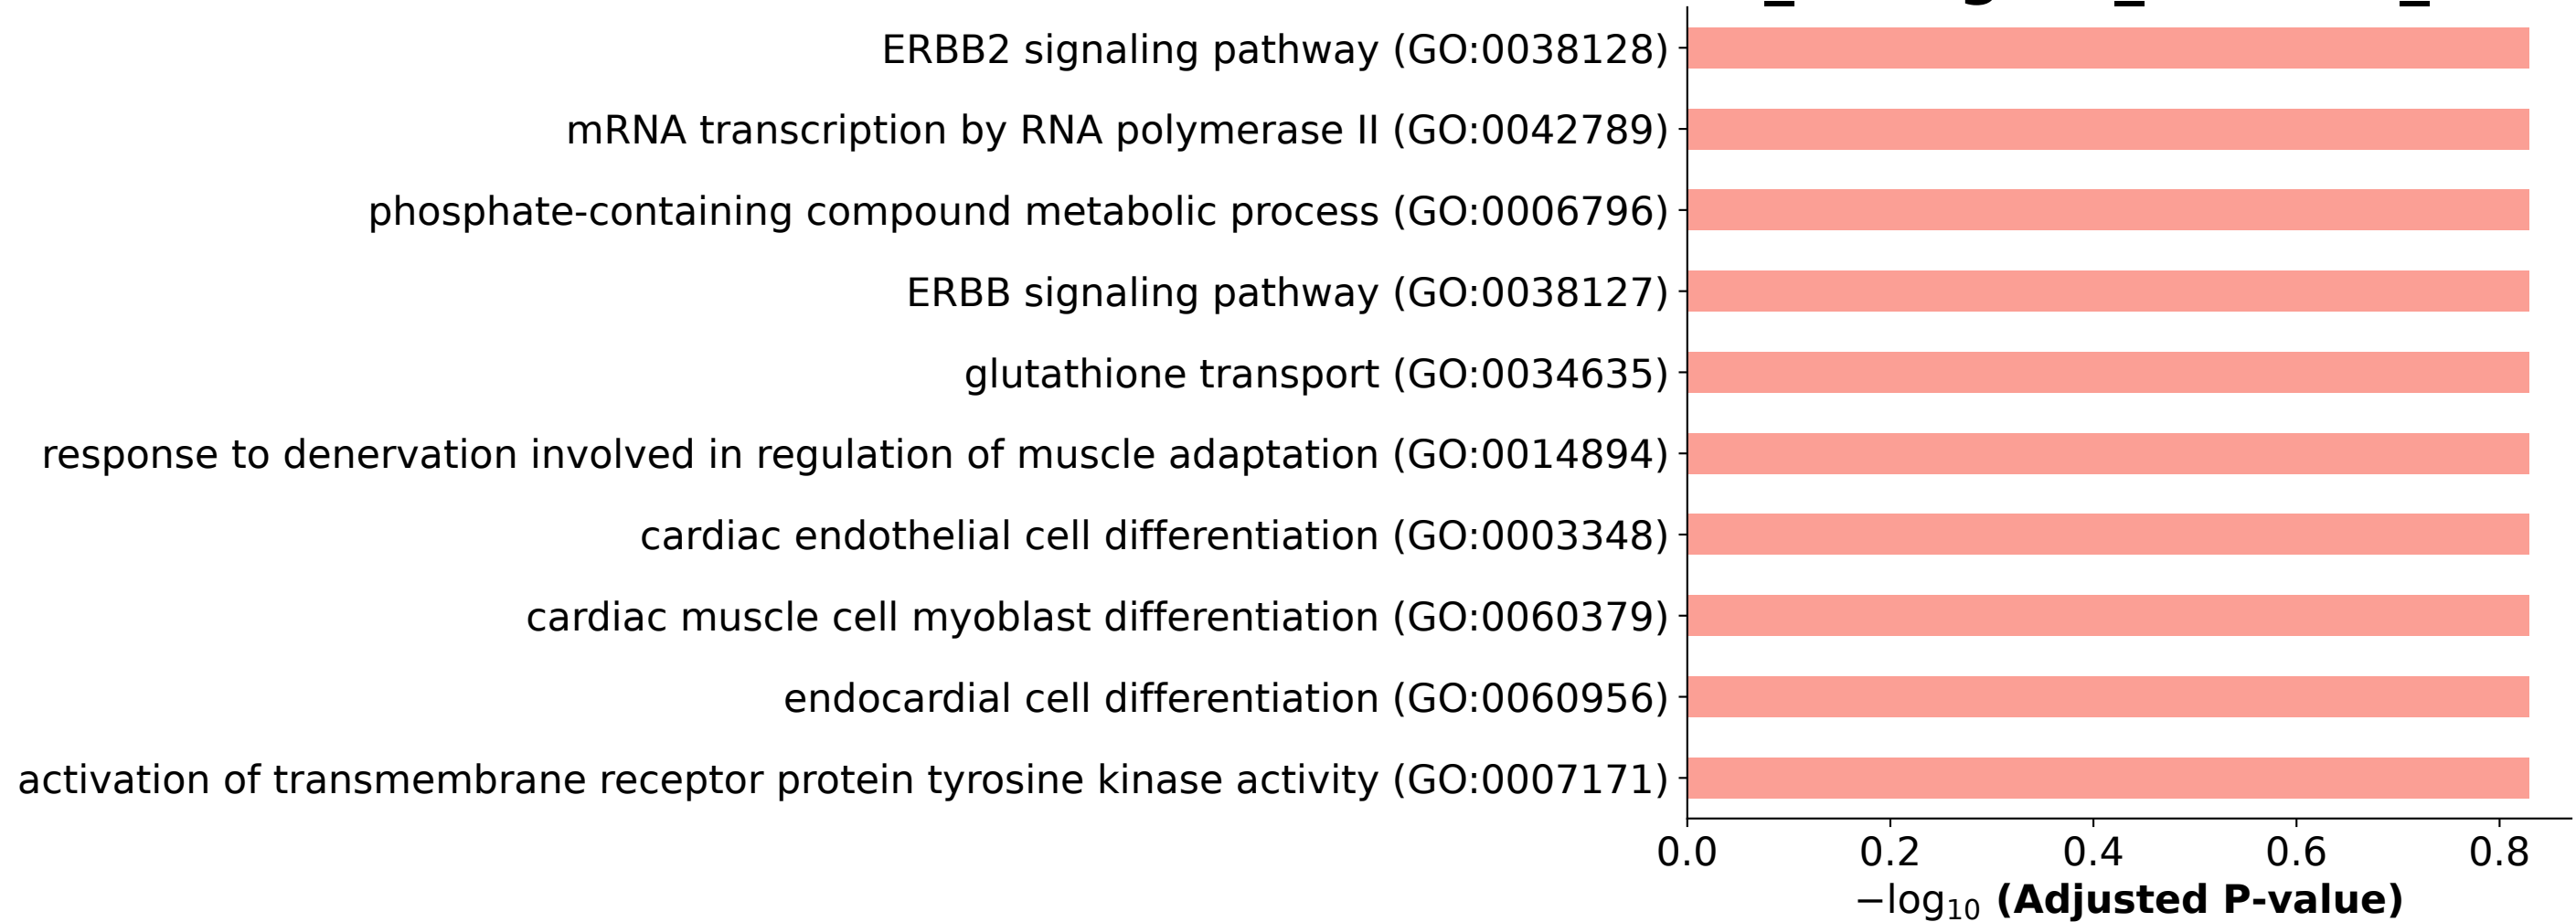 ERBB2 signaling pathway (GO:0038128)
mRNA transcription by RNA polymerase II (GO:0042789)
phosphate-containing compound metabolic process (GO:0006796)
ERBB signaling pathway (GO:0038127)
glutathione transport (GO:0034635)
response to denervation involved in regulation of muscle adaptation (GO:0014894)
cardiac endothelial cell differentiation (GO:0003348)
cardiac muscle cell myoblast differentiation (GO:0060379)
endocardial cell differentiation (GO:0060956)
activation of transmembrane receptor protein tyrosine kinase activity (GO:0007171)
0.0 0.2 0.4 0.6 0.8
−log₁₀ (Adjusted P-value)